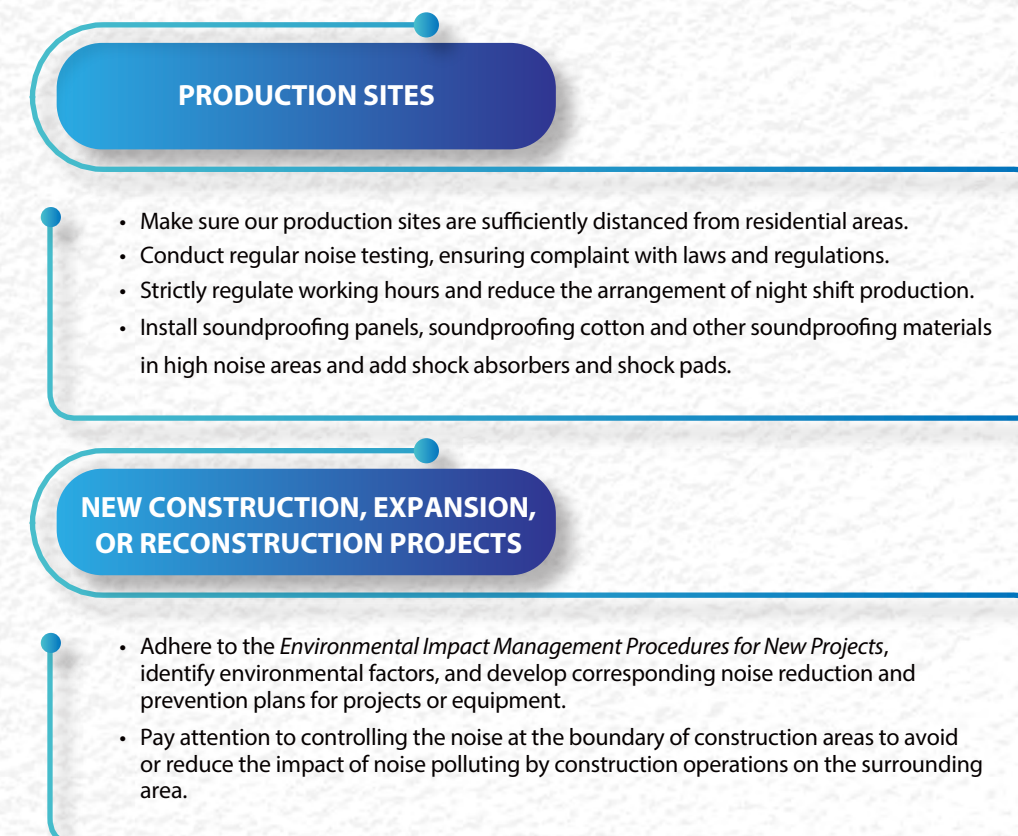 PRODUCTION SITES
• Make sure our production sites are sufficiently distanced from residential areas.
• Conduct regular noise testing, ensuring complaint with laws and regulations.
• Strictly regulate working hours and reduce the arrangement of night shift production.
• Install soundproofing panels, soundproofing cotton and other soundproofing materials
in high noise areas and add shock absorbers and shock pads.
NEW CONSTRUCTION, EXPANSION,
OR RECONSTRUCTION PROJECTS
• Adhere to the Environmental Impact Management Procedures for New Projects,
identify environmental factors, and develop corresponding noise reduction and
prevention plans for projects or equipment.
• Pay attention to controlling the noise at the boundary of construction areas to avoid
or reduce the impact of noise polluting by construction operations on the surrounding
area.